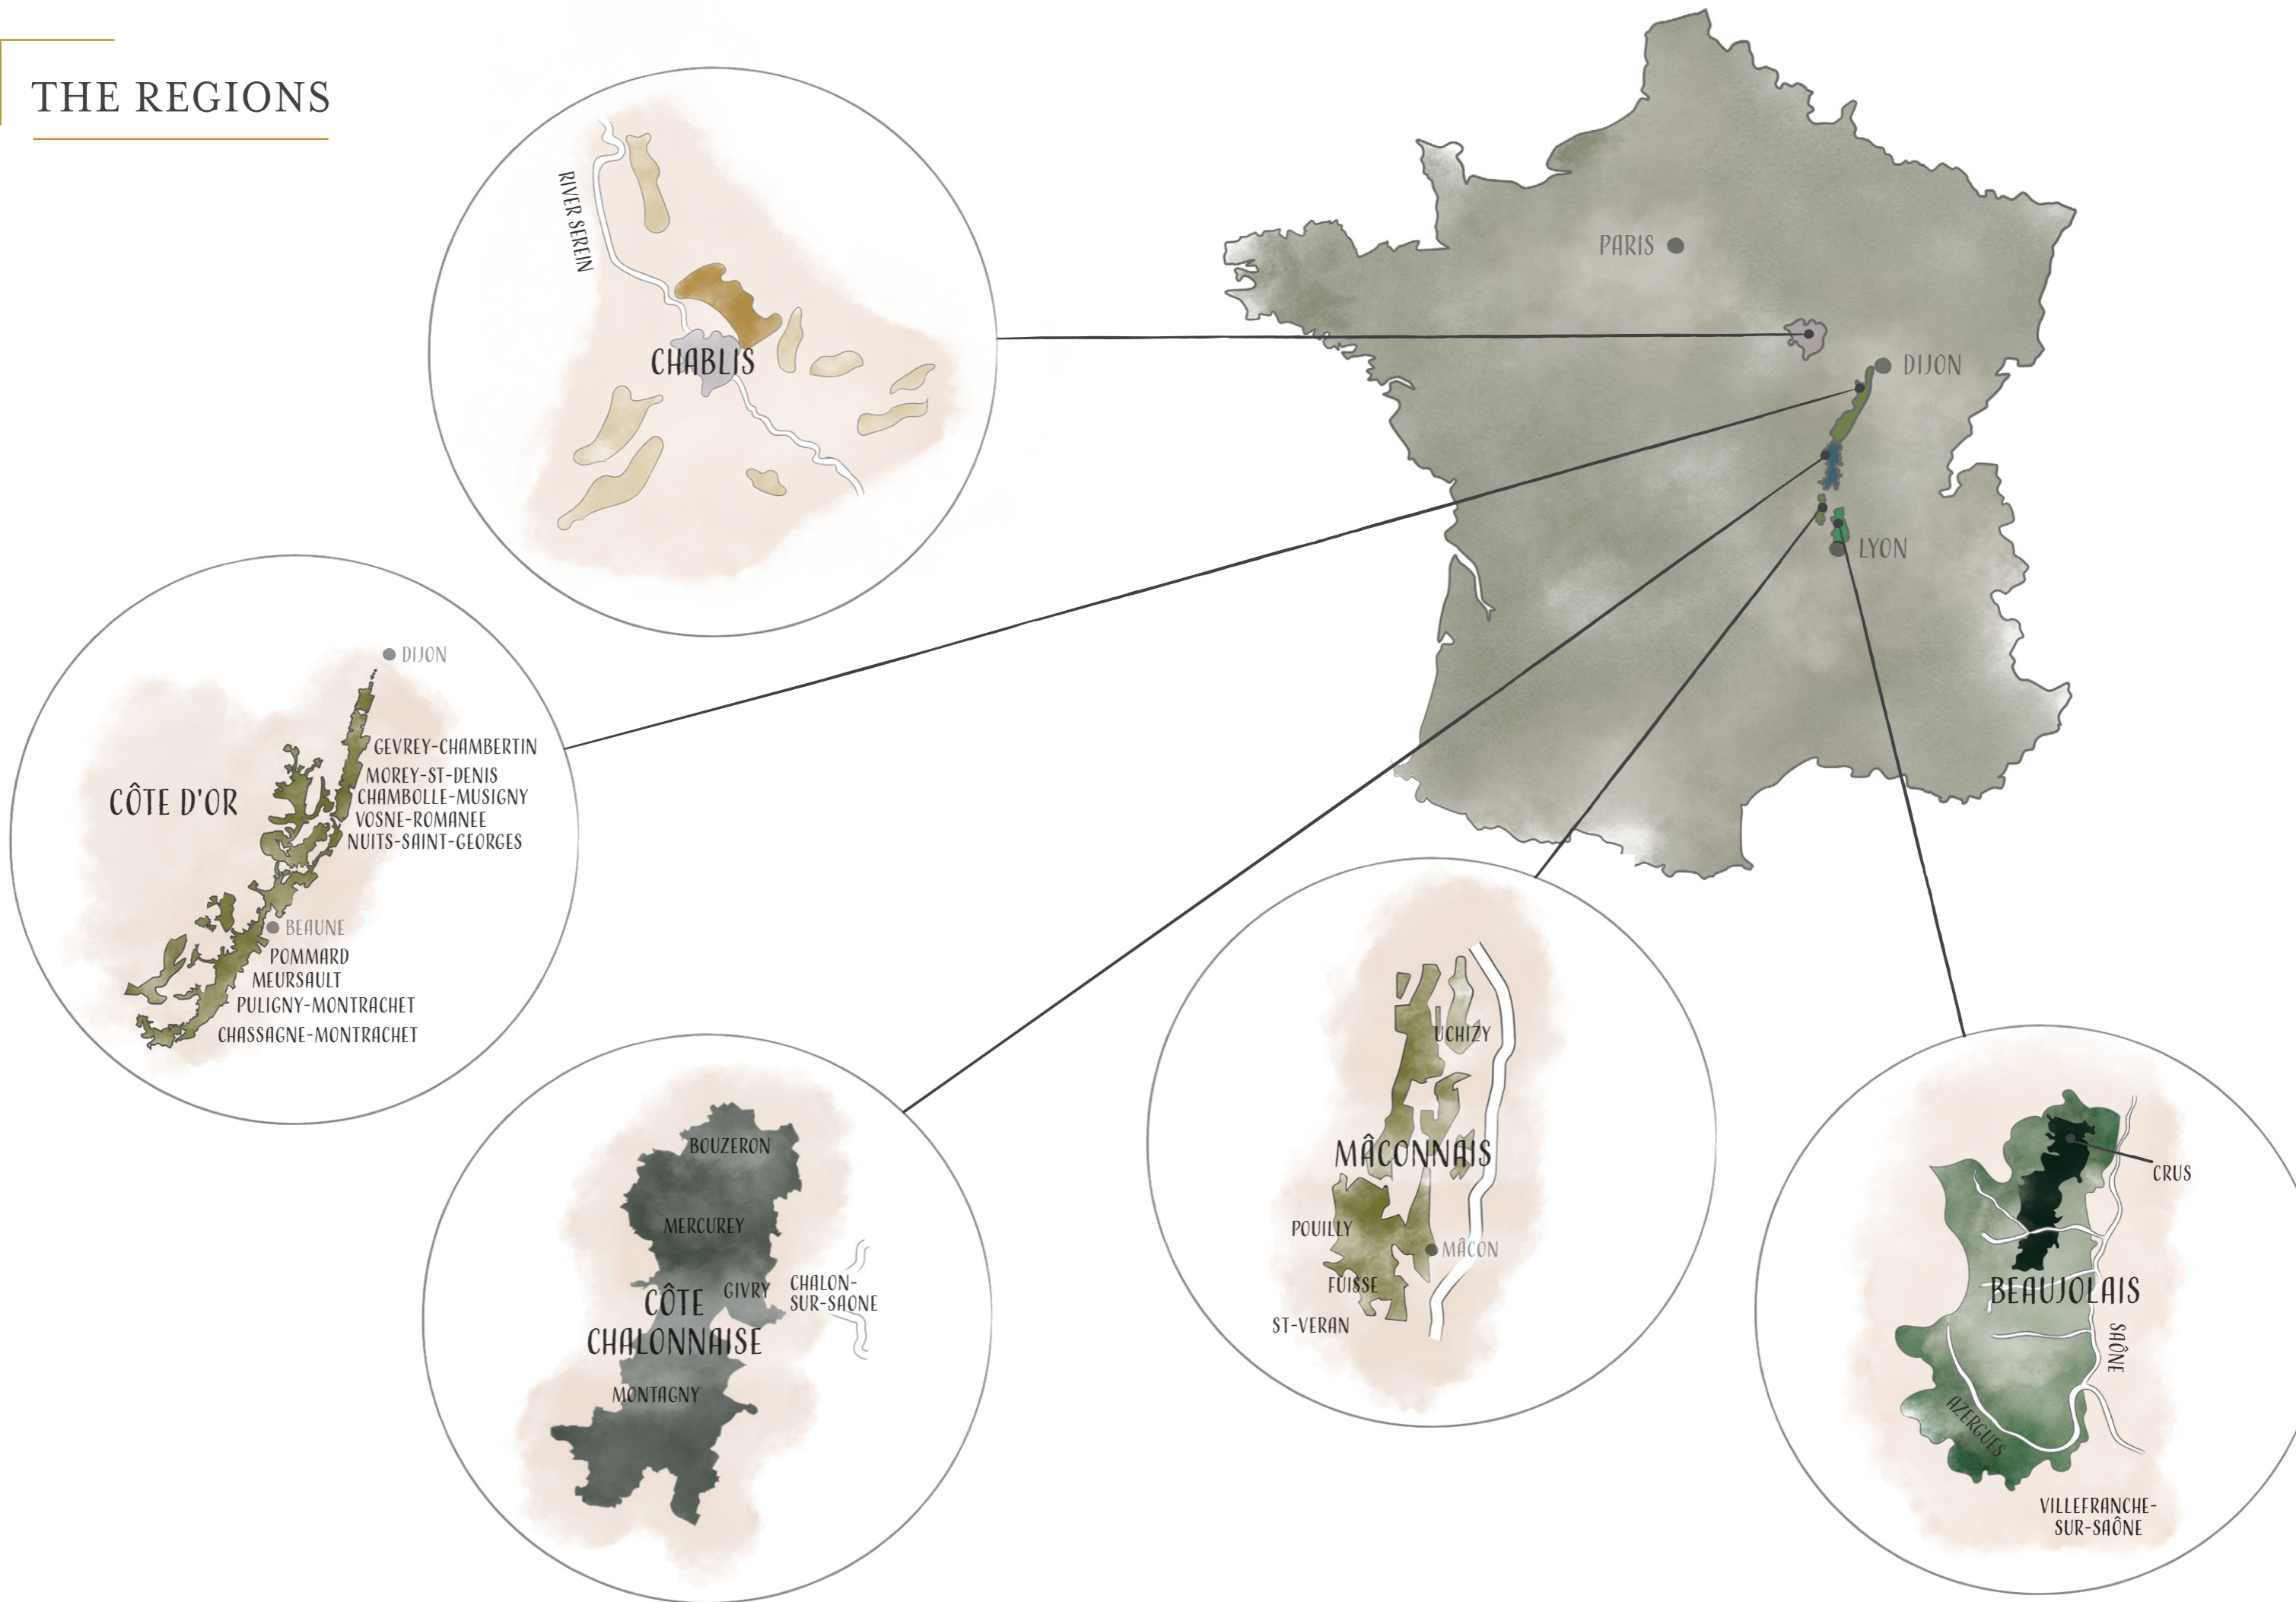 THE REGIONS
RIVER SEREIN
CHABLIS
PARIS
DIJON
LYON
DIJON
GEVREY-CHAMBERTIN
MOREY-ST-DENIS
CHAMBOLLE-MUSIGNY
VOSNE-ROMANEE
NUITS-SAINT-GEORGES
CÔTE D'OR
BEAUNE
POMMARD
MEURSAULT
PULIGNY-MONTRACHET
CHASSAGNE-MONTRACHET
BOUZERON
MERCUREY
GIVRY
CHALON-
SUR-SAONE
CÔTE
CHALONNAISE
MONTAGNY
UCHIZY
MÂCONNAIS
POUILLY
MÂCON
FUISSE
ST-VERAN
CRUS
BEAUJOLAIS
SAÔNE
AZERGUES
VILLEFRANCHE-
SUR-SAÔNE